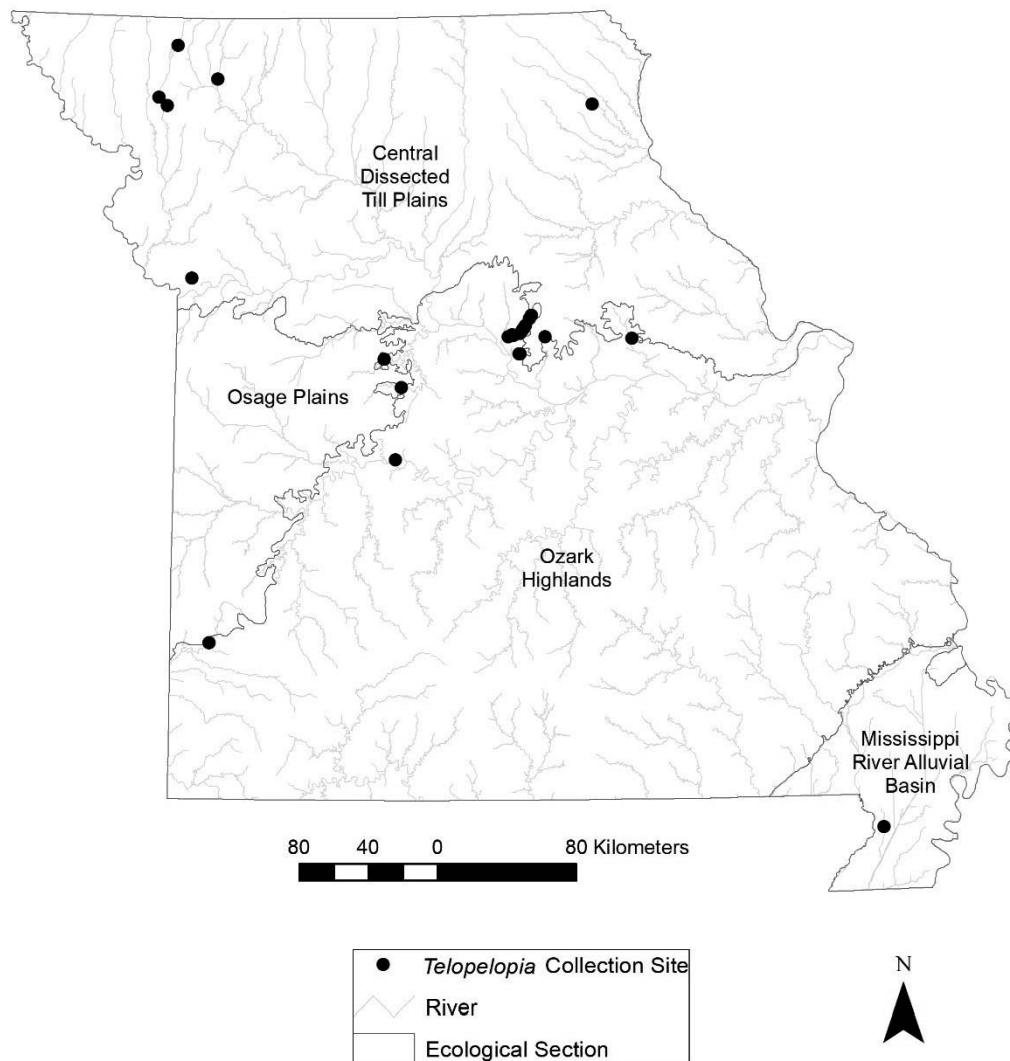 Central
Dissected
Till Plains
Osage Plains
Ozark
Highlands
Mississippi
River Alluvial
Basin
80 40 0 80 Kilometers
Telopelopia Collection Site
River
Ecological Section
N